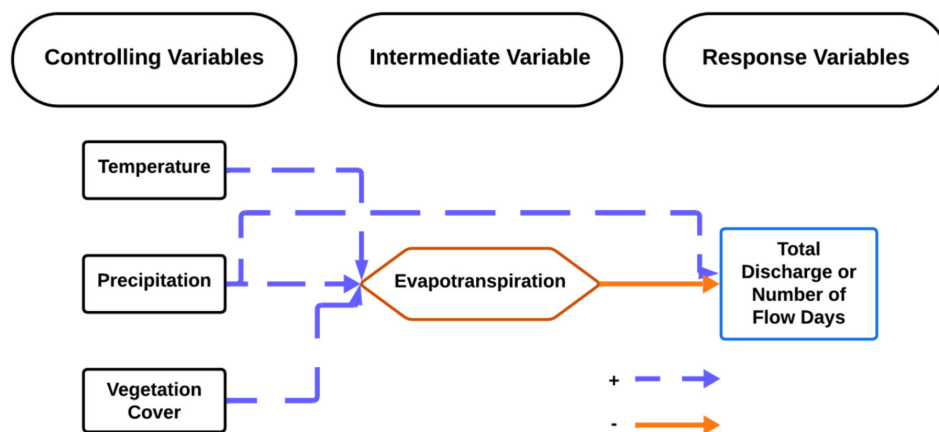 Controlling Variables
Intermediate Variable
Response Variables
Temperature
Precipitation
Evapotranspiration
Total
Discharge or
Number of
Flow Days
Vegetation
Cover
+
-